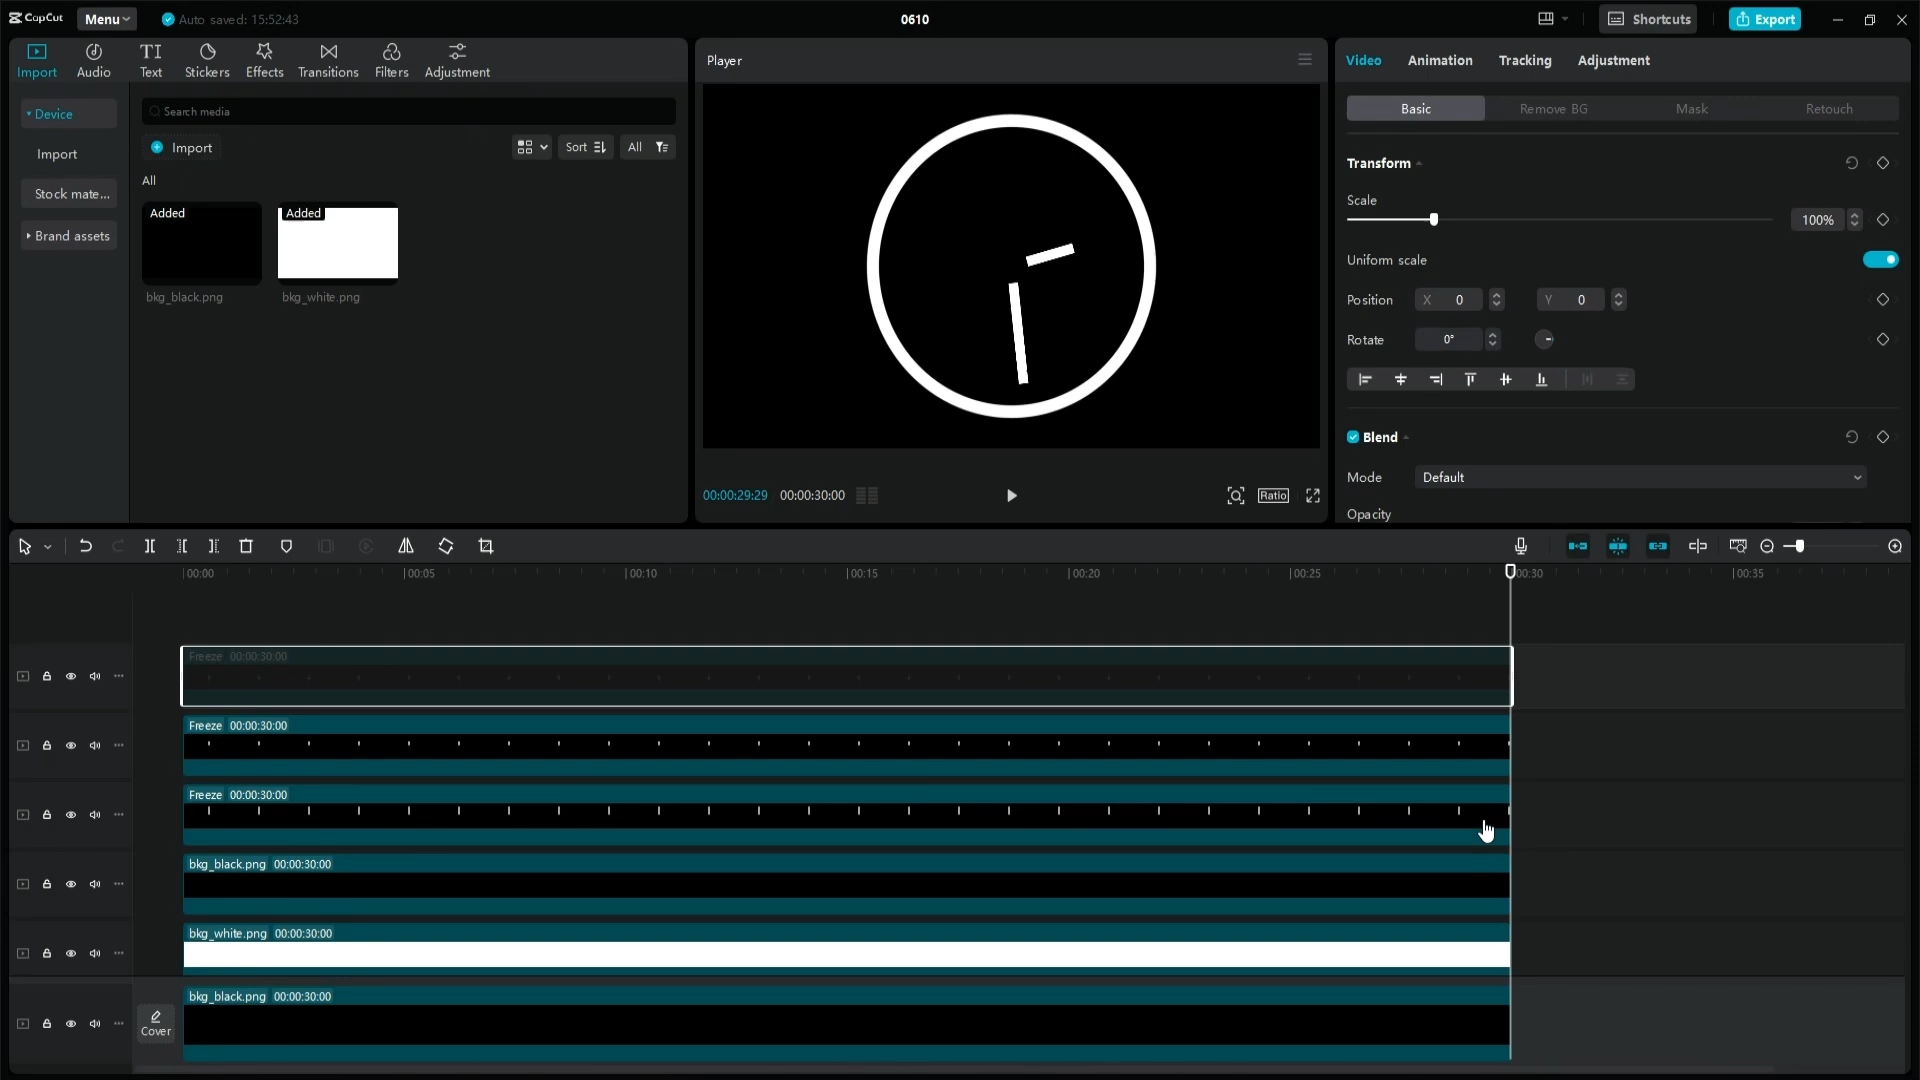 CapCut
Menu
Auto saved: 15:52:43
0610
Shortcuts
Export
Import
Audio
TI
Text
Stickers
Effects
Transitions
Filters
Adjustment
Device
Import
Stock mate...
Brand assets
Search media
Import
Sort
All
All
Added
Added
bkg_black.png
bkg_white.png
Player
00:00:29:29
00:00:30:00
Ratio
Video
Animation
Tracking
Adjustment
Basic
Remove BG
Mask
Retouch
Transform
Scale
100%
Uniform scale
Position
X 0
Y 0
Rotate
0°
Blend
Mode
Default
Opacity
00:00
00:05
00:10
00:15
00:20
00:25
00:30
00:35
Freeze 00:00:30:00
Freeze 00:00:30:00
Freeze 00:00:30:00
bkg_black.png 00:00:30:00
bkg_white.png 00:00:30:00
bkg_black.png 00:00:30:00
Cover